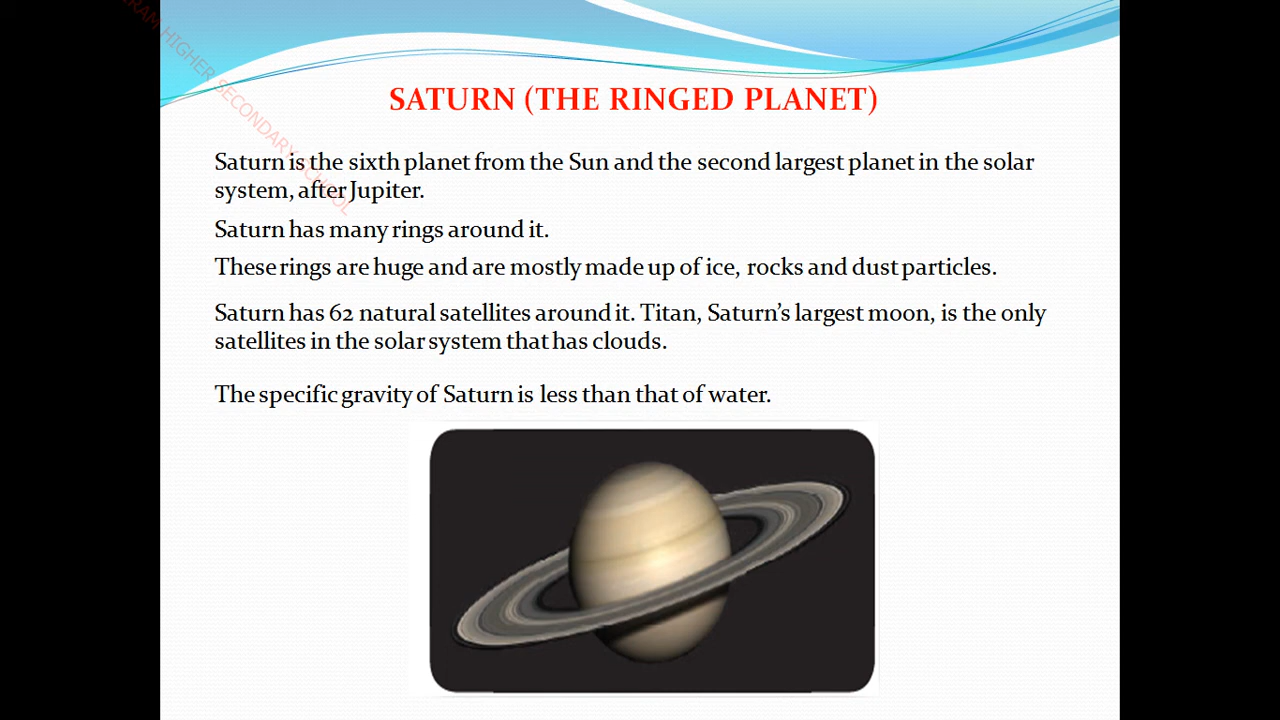 SATURN (THE RINGED PLANET)
HIGHER SECONDARY SCHOOL
Saturn is the sixth planet from the Sun and the second largest planet in the solar
system, after Jupiter.
Saturn has many rings around it.
These rings are huge and are mostly made up of ice, rocks and dust particles.
Saturn has 62 natural satellites around it. Titan, Saturn's largest moon, is the only
satellites in the solar system that has clouds.
The specific gravity of Saturn is less than that of water.